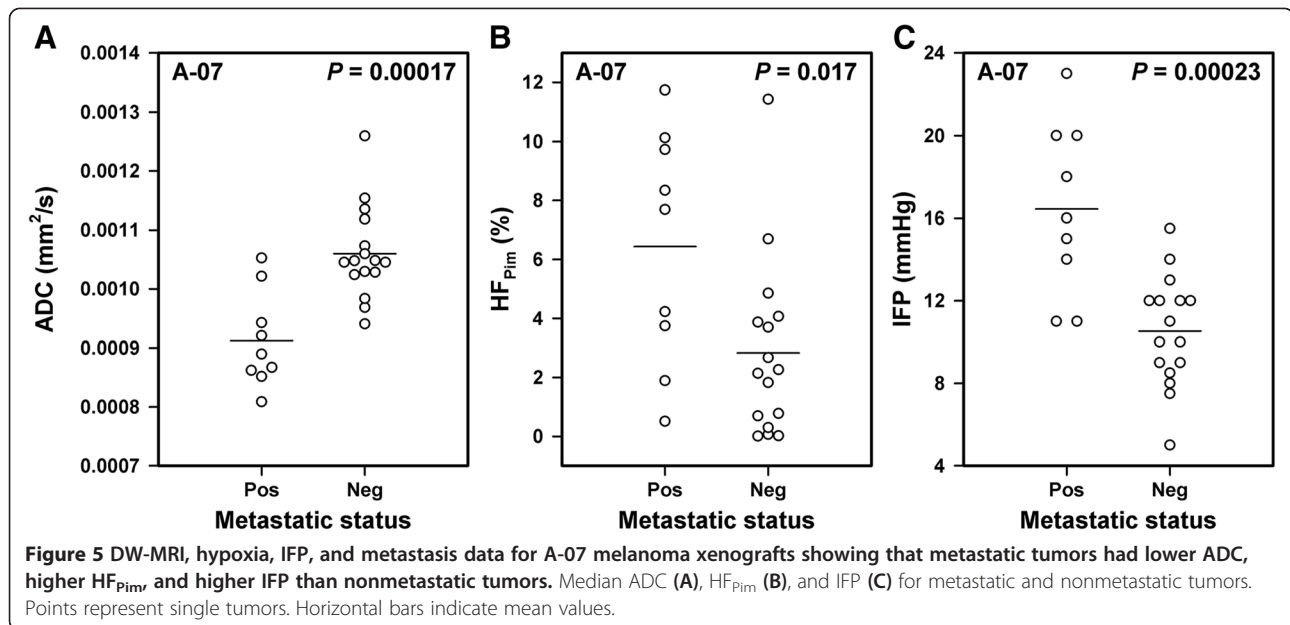 A
B
C
A-07 P = 0.00017
0.0014
0.0013
0.0012
0.0011
0.0010
0.0009
0.0008
0.0007
ADC (mm²/s)
Pos Neg
Metastatic status
A-07 P = 0.017
12
10
8
6
4
2
0
HF_Pim (%)
Pos Neg
Metastatic status
A-07 P = 0.00023
24
20
16
12
8
4
IFP (mmHg)
Pos Neg
Metastatic status
Figure 5 DW-MRI, hypoxia, IFP, and metastasis data for A-07 melanoma xenografts showing that metastatic tumors had lower ADC,
higher HF_Pim, and higher IFP than nonmetastatic tumors. Median ADC (A), HF_Pim (B), and IFP (C) for metastatic and nonmetastatic tumors.
Points represent single tumors. Horizontal bars indicate mean values.